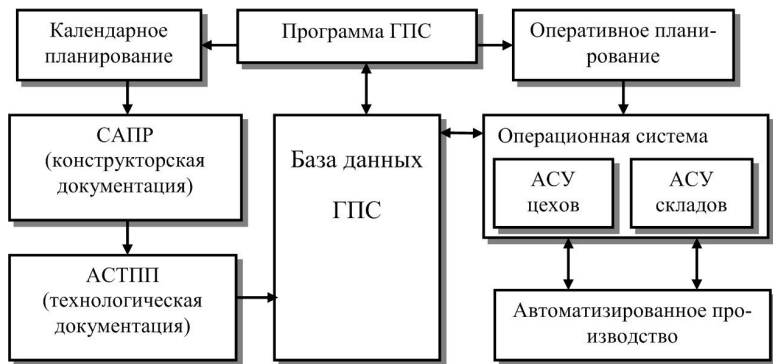 Календарное
планирование
Программа ГПС
Оперативное плани-
рование
САПР
(конструкторская
документация)
База данных
ГПС
Операционная система
АСУ
цехов
АСУ
складов
АСТПП
(технологическая
документация)
Автоматизированное про-
изводство